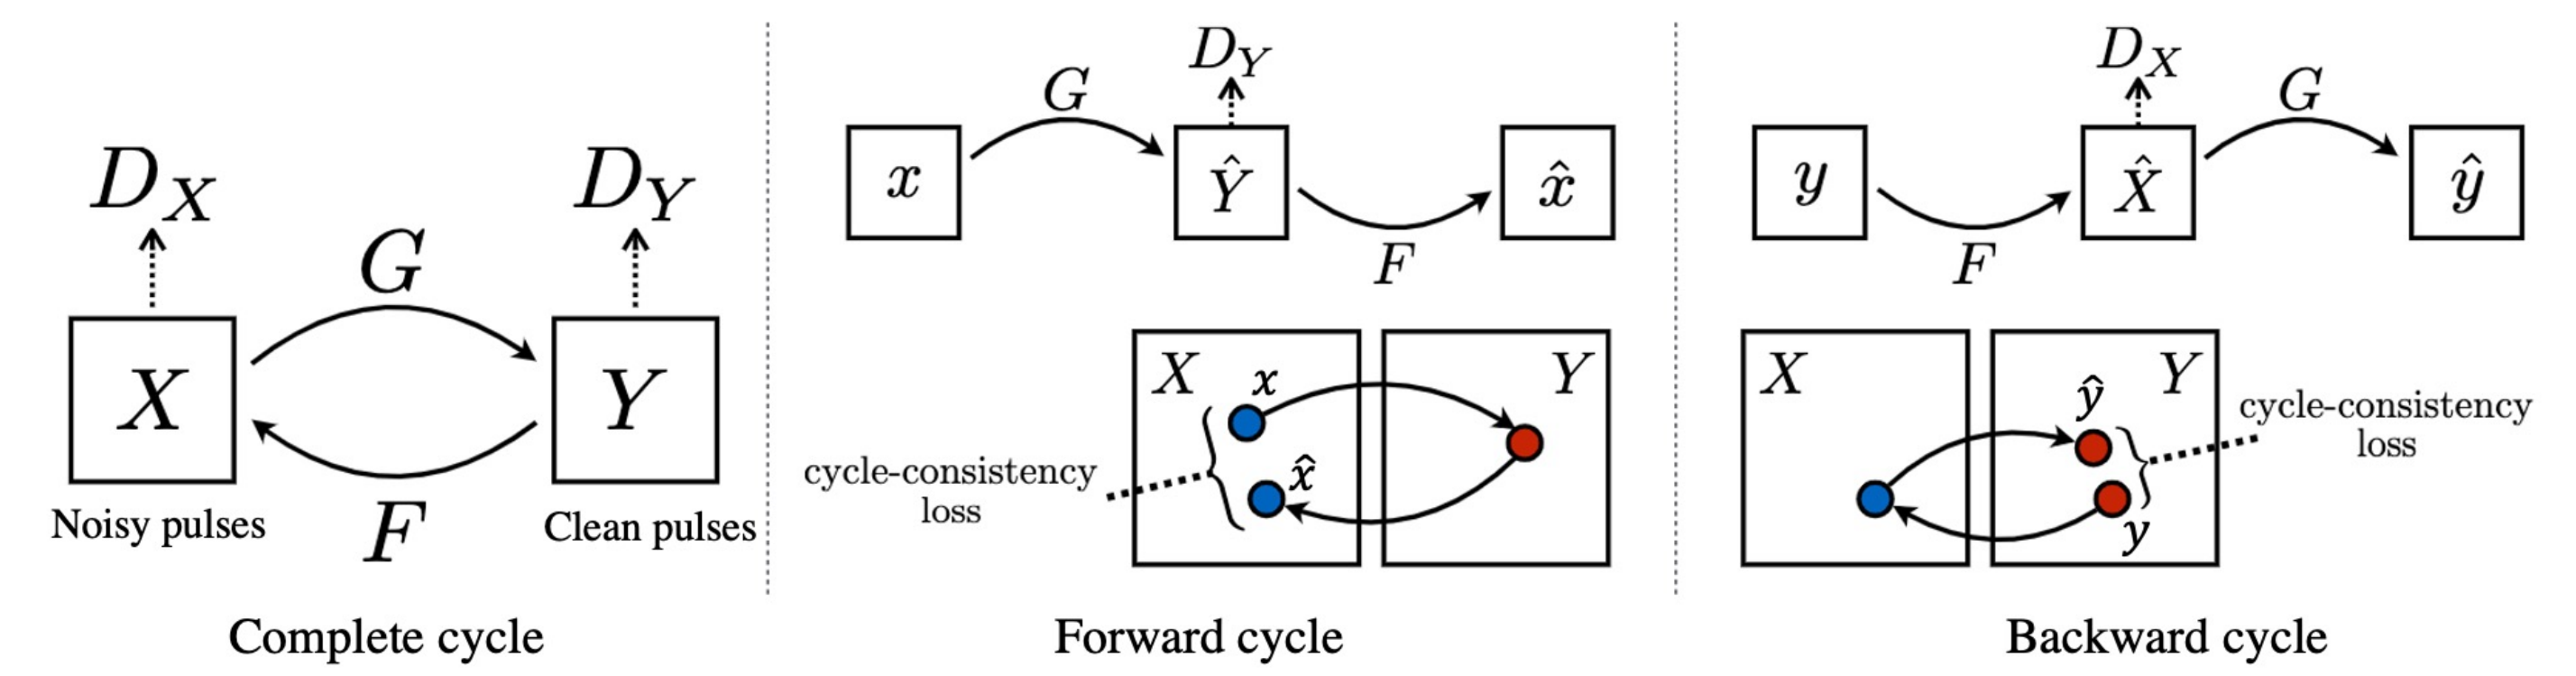 D_X
D_Y
G
X
Y
Noisy pulses
F
Clean pulses
Complete cycle
D_Y
G
x
Ŷ
x̂
F
X
x
Y
x̂
cycle-consistency
loss
Forward cycle
D_X
G
y
X̂
ŷ
F
X
ŷ
Y
y
cycle-consistency
loss
Backward cycle